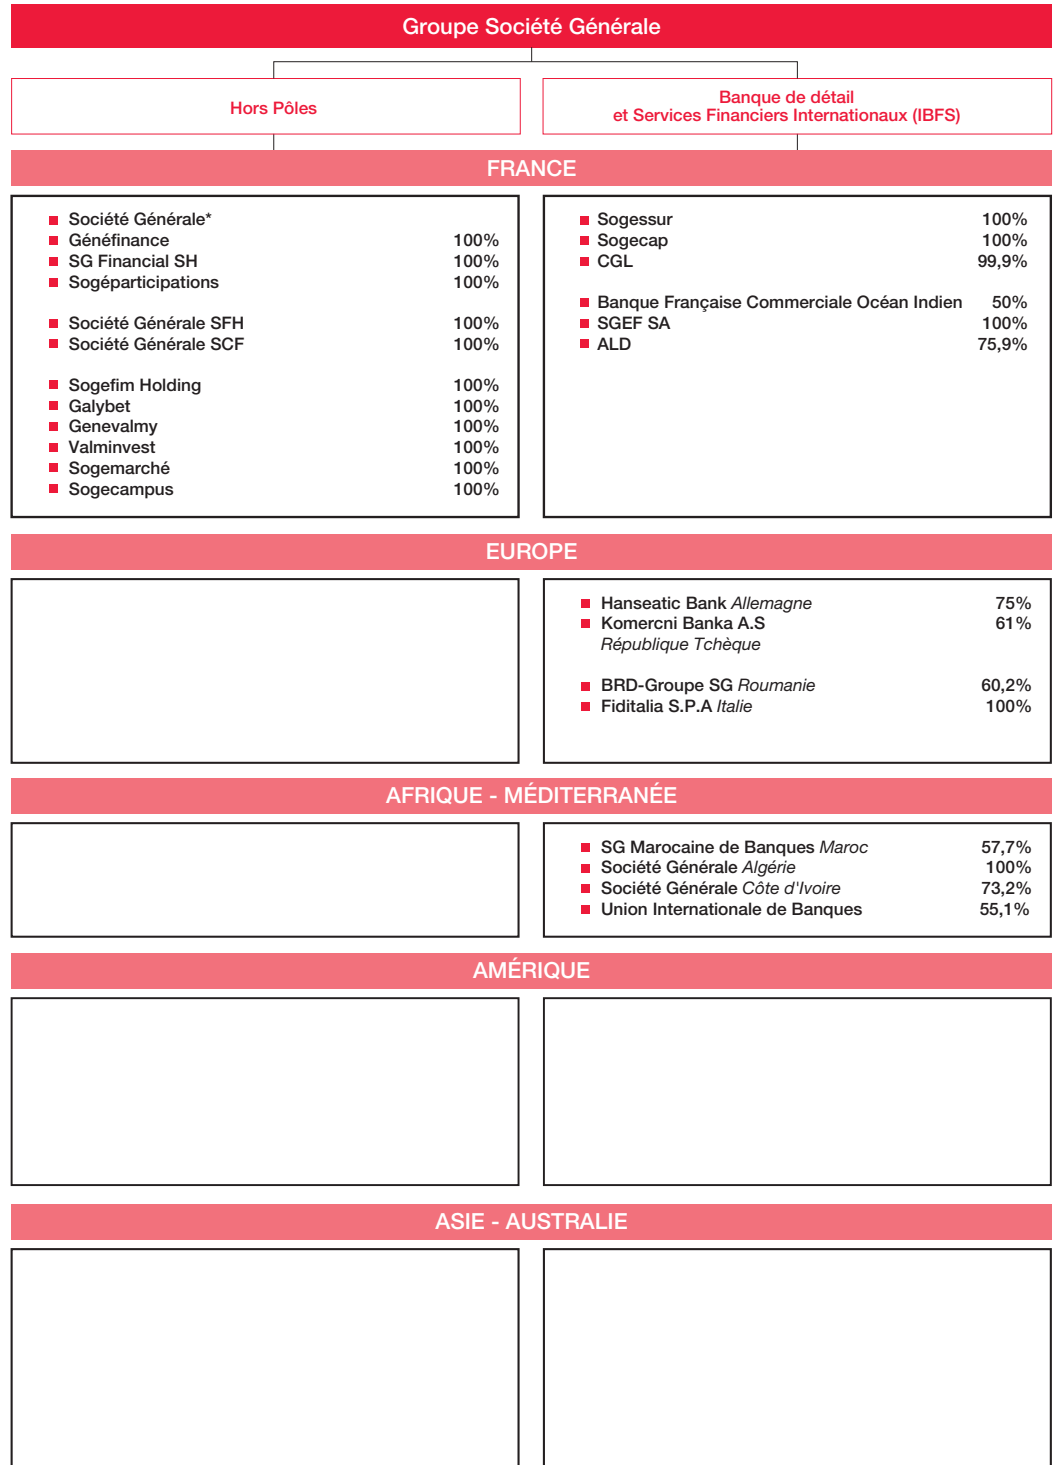 Groupe Société Générale
Hors Pôles
Banque de détail
et Services Financiers Internationaux (IBFS)
FRANCE
Société Générale*
Généfinance 100%
SG Financial SH 100%
Sogéparticipations 100%
Société Générale SFH 100%
Société Générale SCF 100%
Sogefim Holding 100%
Galybet 100%
Genevalmy 100%
Valminvest 100%
Sogemarché 100%
Sogecampus 100%
Sogessur 100%
Sogecap 100%
CGL 99,9%
Banque Française Commerciale Océan Indien 50%
SGEF SA 100%
ALD 75,9%
EUROPE
Hanseatic Bank Allemagne 75%
Komercni Banka A.S 61%
République Tchèque
BRD-Groupe SG Roumanie 60,2%
Fiditalia S.P.A Italie 100%
AFRIQUE - MÉDITERRANÉE
SG Marocaine de Banques Maroc 57,7%
Société Générale Algérie 100%
Société Générale Côte d'Ivoire 73,2%
Union Internationale de Banques 55,1%
AMÉRIQUE
ASIE - AUSTRALIE